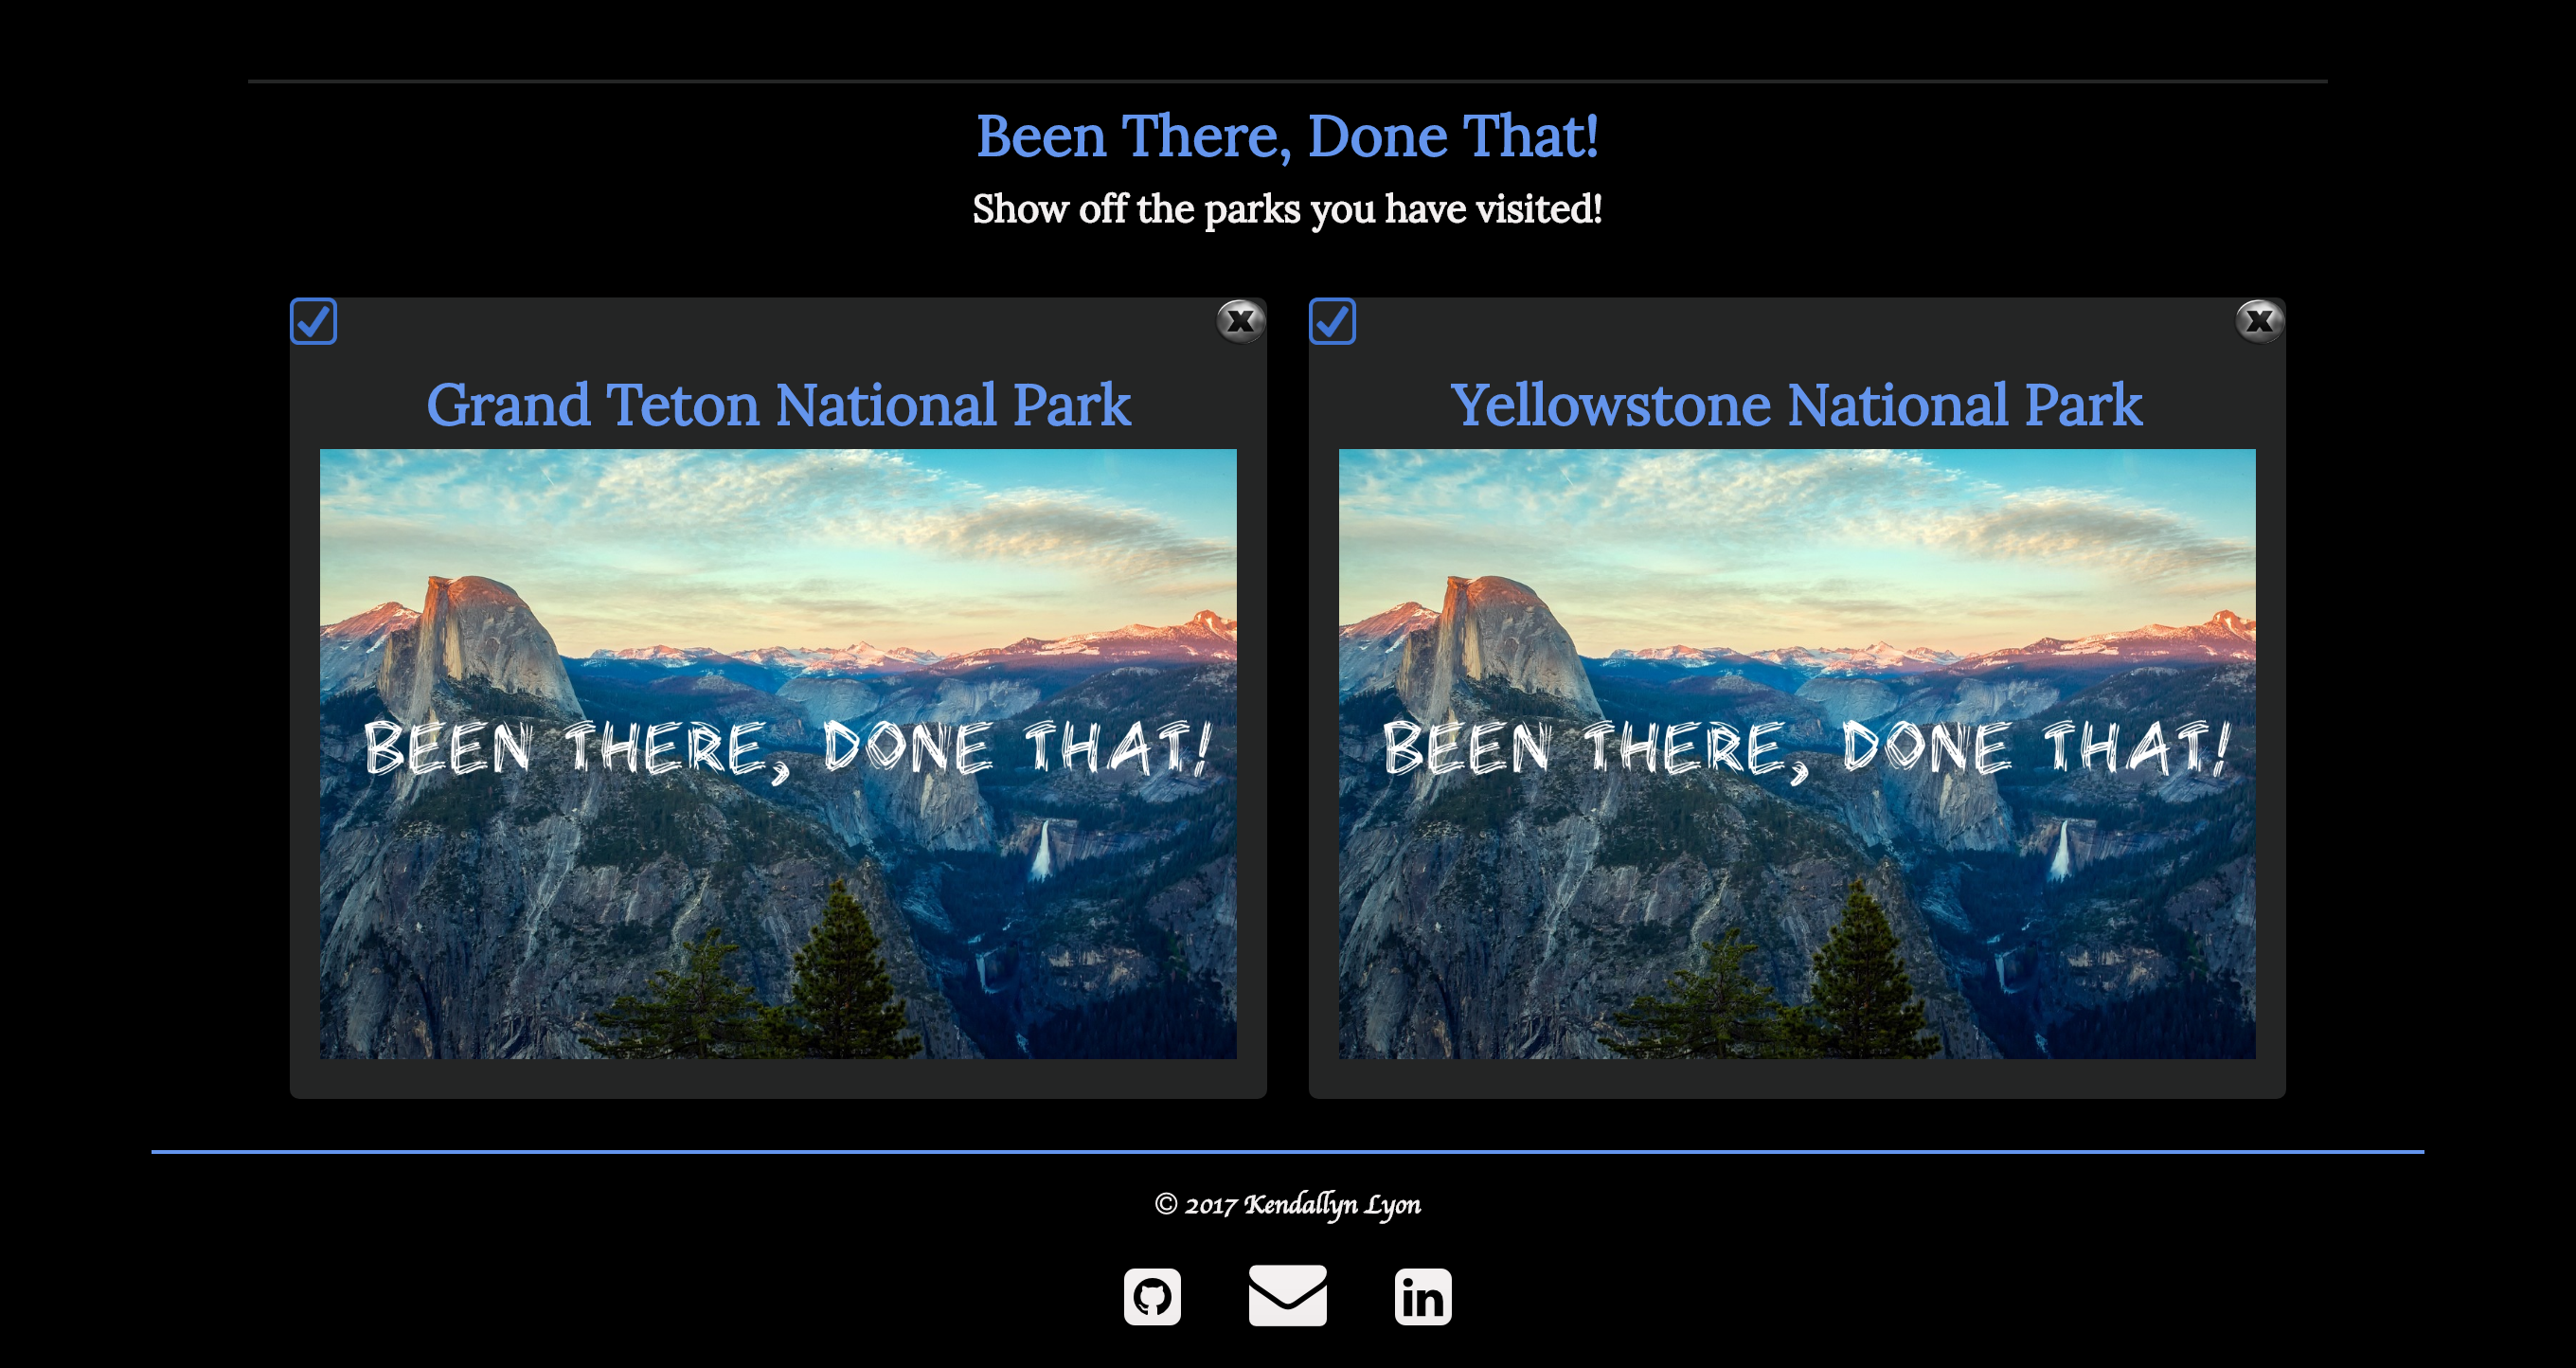 Been There, Done That!
Show off the parks you have visited!
Grand Teton National Park
BEEN THERE, DONE THAT!
Yellowstone National Park
BEEN THERE, DONE THAT!
© 2017 Kendallyn Lyon
in